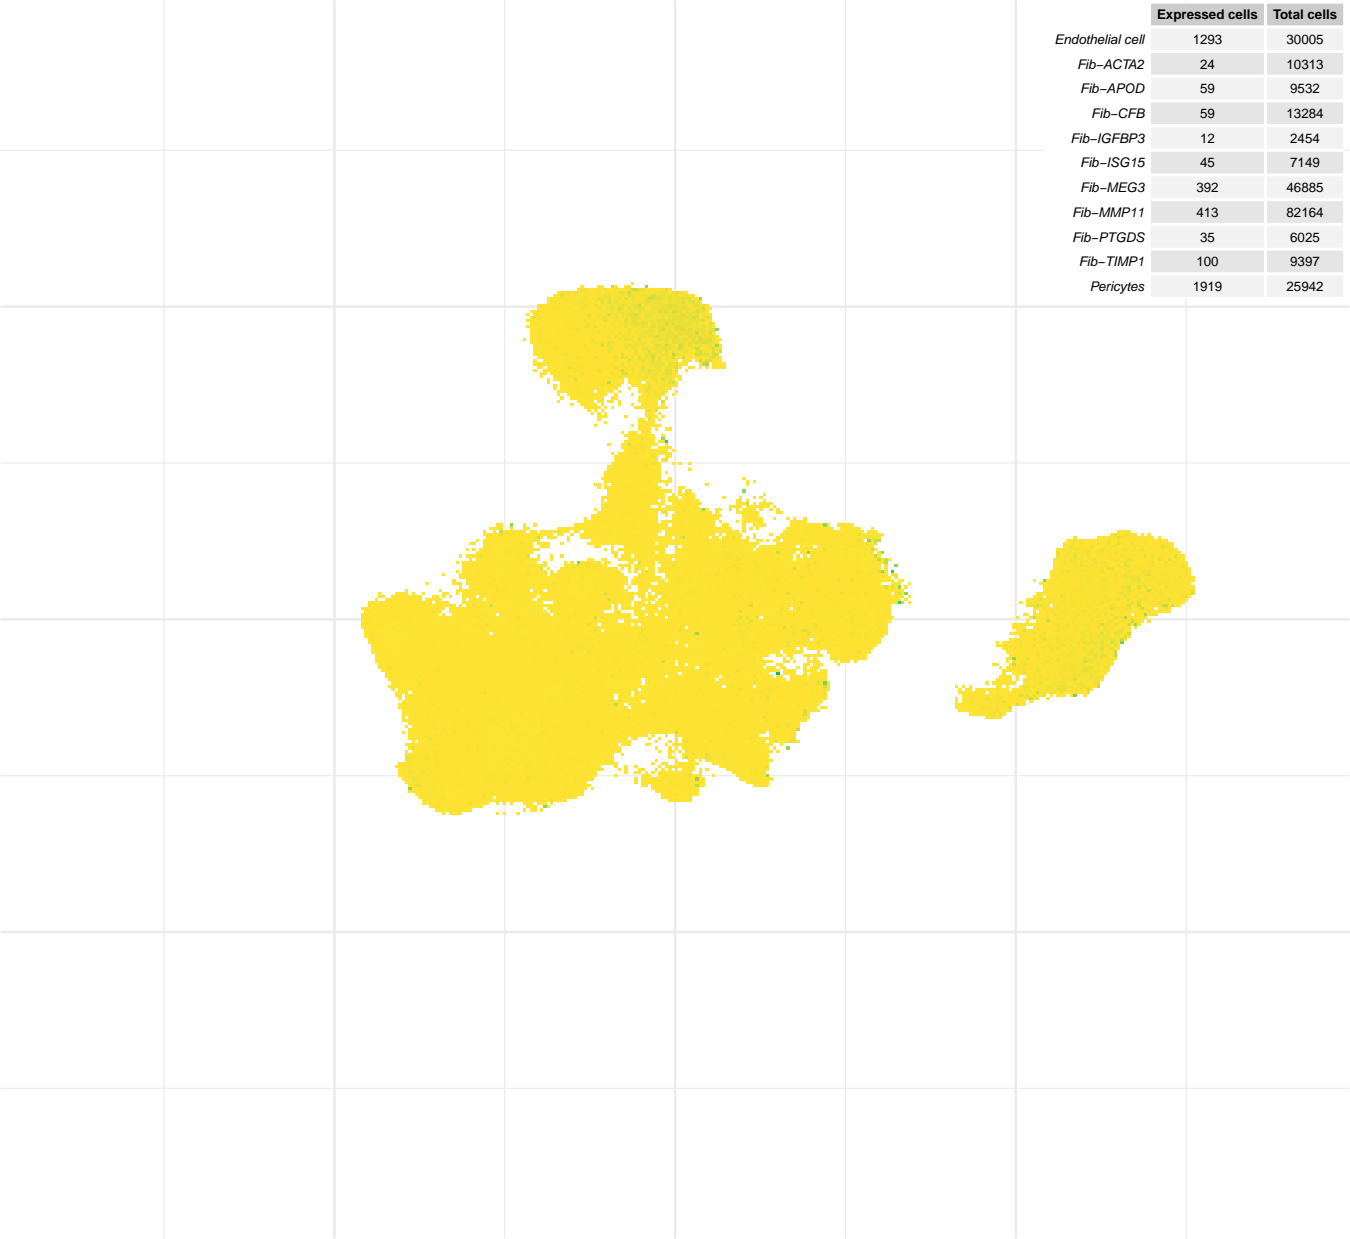 Expressed cells Total cells
Endothelial cell 1293 30005
Fib−ACTA2 24 10313
Fib−APOD 59 9532
Fib−CFB 59 13284
Fib−IGFBP3 12 2454
Fib−ISG15 45 7149
Fib−MEG3 392 46885
Fib−MMP11 413 82164
Fib−PTGDS 35 6025
Fib−TIMP1 100 9397
Pericytes 1919 25942